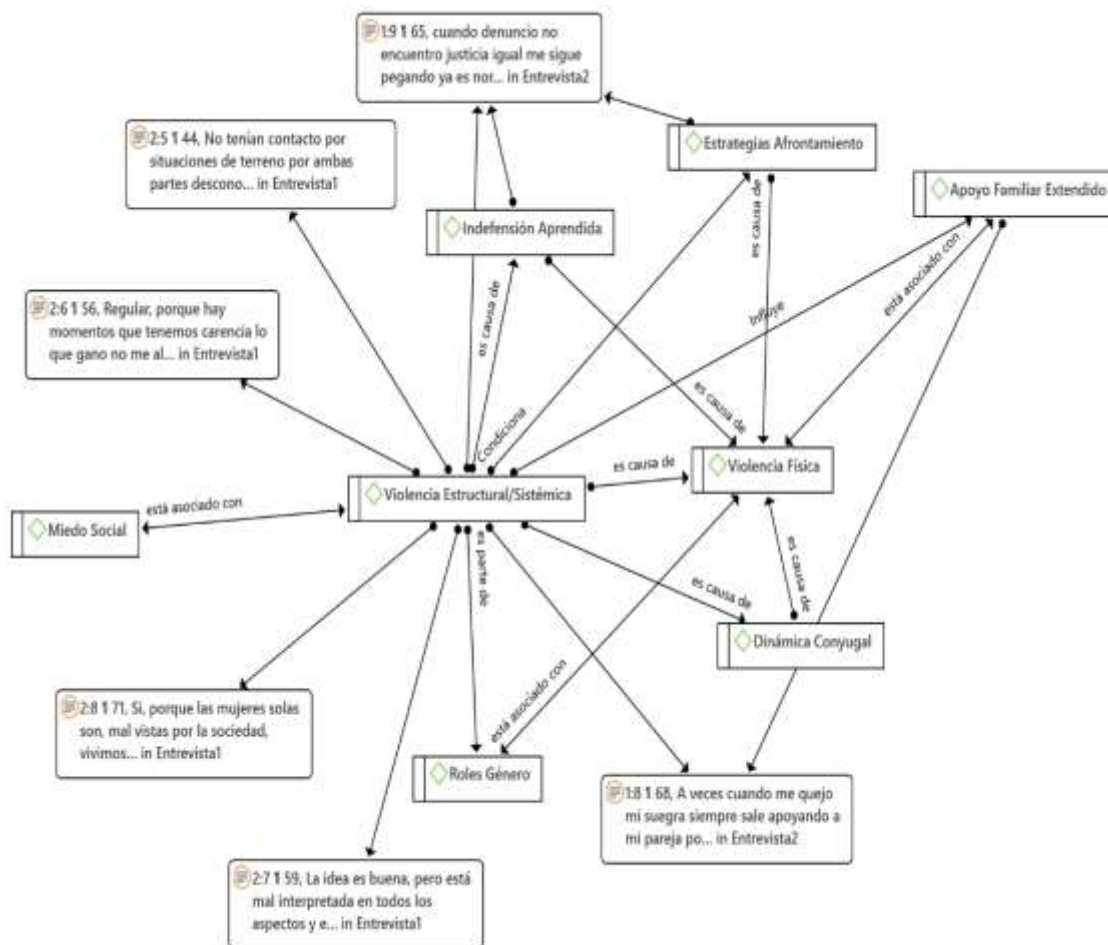 1:9 ¶ 65, cuando denuncio no
encuentro justicia igual me sigue
pegando ya es nor... in Entrevista2
2:5 ¶ 44, No tenían contacto por
situaciones de terreno por ambas
partes descono... in Entrevista1
Estrategias Afrontamiento
Apoyo Familiar Extendido
Indefensión Aprendida
es causa de
está asociado con
Influye
2:6 ¶ 56, Regular, porque hay
momentos que tenemos carencia lo
que gano no me al... in Entrevista1
es causa de
Condiciona
es causa de
Violencia Física
es causa de
Violencia Estructural/Sistémica
está asociado con
Miedo Social
es parte de
es causa de
es causa de
Dinámica Conyugal
está asociado con
2:8 ¶ 71, Si, porque las mujeres solas
son, mal vistas por la sociedad,
vivimos... in Entrevista1
Roles Género
1:8 ¶ 68, A veces cuando me quejo
mi suegra siempre sale apoyando a
mi pareja po... in Entrevista2
2:7 ¶ 59, La idea es buena, pero está
mal interpretada en todos los
aspectos y e... in Entrevista1